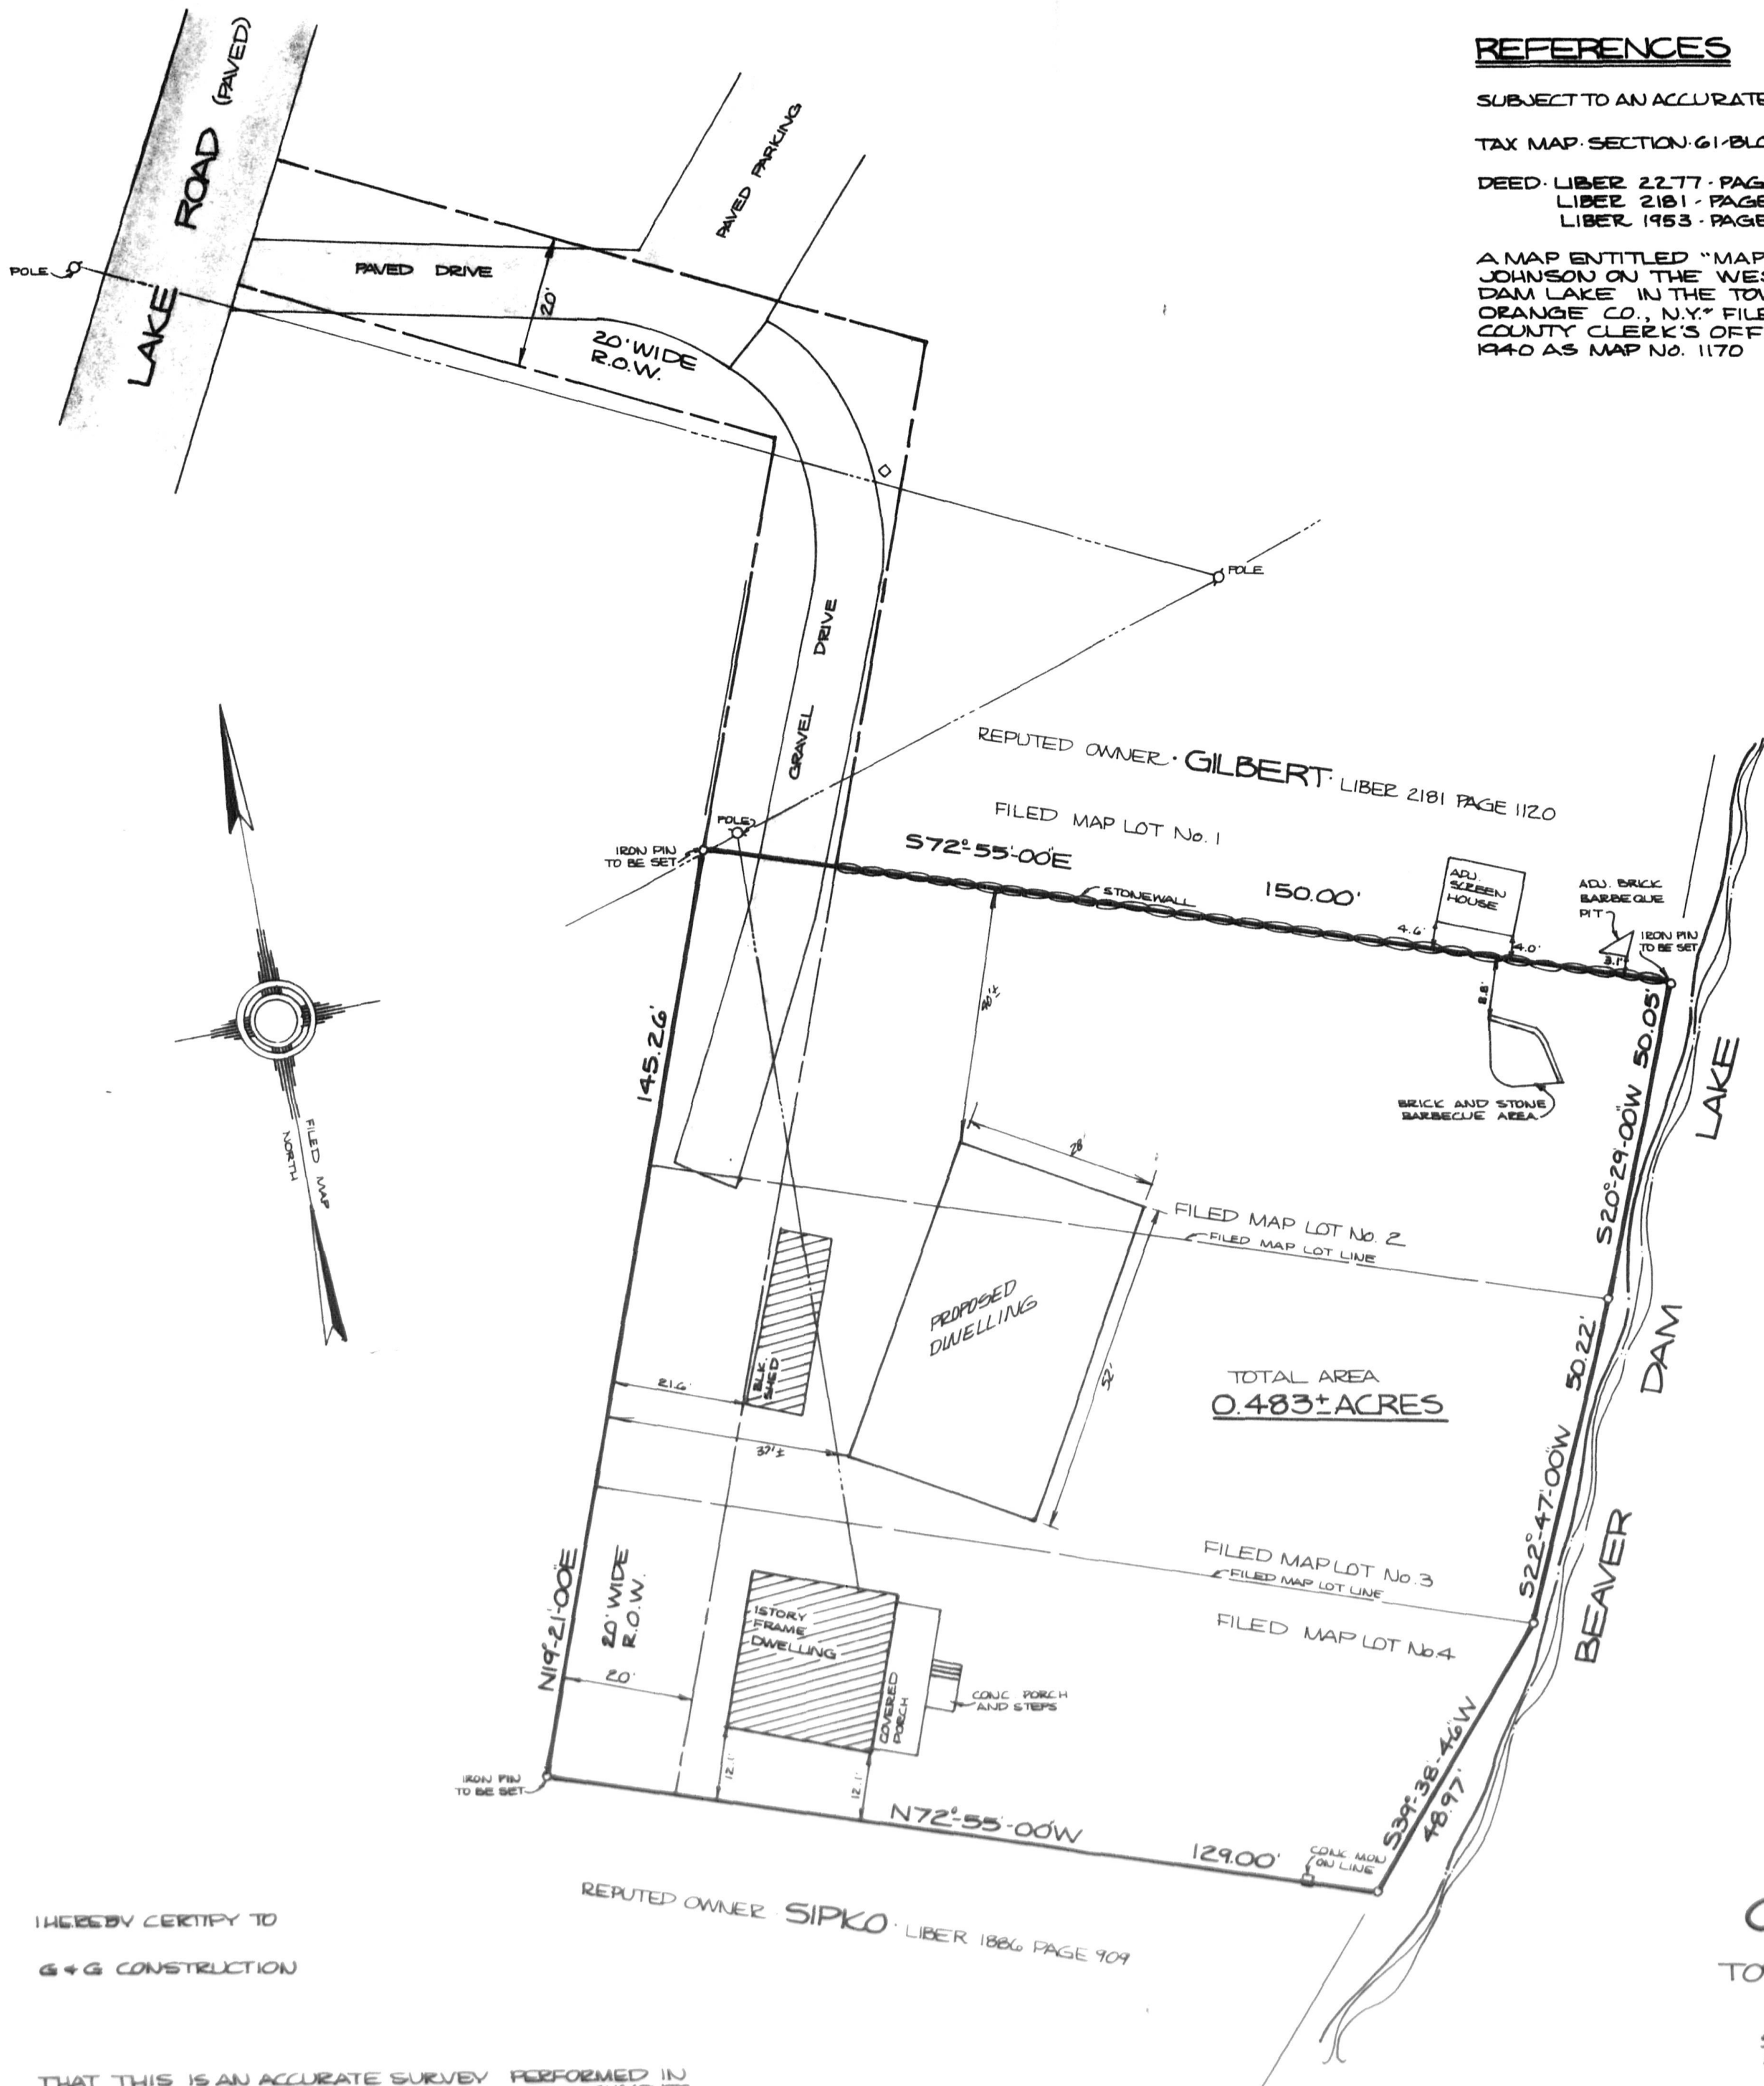 REFERENCES
SUBJECT TO AN ACCURATE
TAX MAP· SECTION· 61-BLO
DEED· LIBER 2277 - PAG
LIBER 2181 - PAGE
LIBER 1953 - PAGE
A MAP ENTITLED "MAP
JOHNSON ON THE WES
DAM LAKE IN THE TOW
ORANGE CO., N.Y." FILE
COUNTY CLERK'S OFF
1940 AS MAP NO. 1170
LAKE ROAD (PAVED)
PAVED PARKING
POLE
PAVED DRIVE
20'
20' WIDE
R.O.W.
POLE
GRAVEL DRIVE
REPUTED OWNER · GILBERT · LIBER 2181 PAGE 1120
FILED MAP LOT No. 1
POLE
IRON PIN
TO BE SET
S72°-55'-00"E
150.00'
STONEWALL
ADJ.
SCREEN
HOUSE
4.6'
4.0'
ADJ. BRICK
BARBEQUE
PIT
3.1'
IRON PIN
TO BE SET
8.8'
BRICK AND STONE
BARBECUE AREA
S20°-29'-00"W 50.05'
40'±
145.26'
FILED MAP
NORTH
28'
FILED MAP LOT No. 2
FILED MAP LOT LINE
PROPOSED
DWELLING
52'
BLK.
SHED
21.6'
37'±
TOTAL AREA
0.483± ACRES
S22°-47'-00"W 50.22'
BEAVER DAM LAKE
FILED MAP LOT No. 3
FILED MAP LOT LINE
FILED MAP LOT No. 4
N19°-21'-00"E
20' WIDE
R.O.W.
20'
1 STORY
FRAME
DWELLING
COVERED
PORCH
CONC PORCH
AND STEPS
12.1'
12.1'
IRON PIN
TO BE SET
N72°-55'-00"W
129.00'
CONC MON
ON LINE
S39°-38'-46"W
48.97'
REPUTED OWNER · SIPKO · LIBER 1886 PAGE 909
I HEREBY CERTIFY TO
G & G CONSTRUCTION
TO
THAT THIS IS AN ACCURATE SURVEY PERFORMED IN